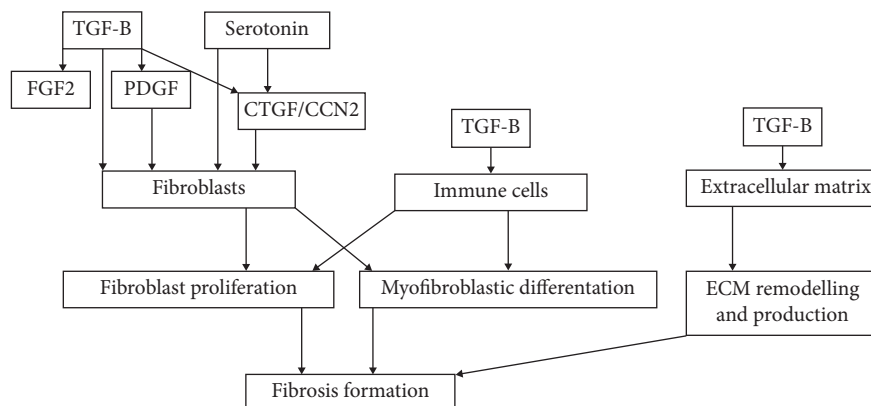 TGF-B
Serotonin
FGF2
PDGF
CTGF/CCN2
TGF-B
TGF-B
Fibroblasts
Immune cells
Extracellular matrix
Fibroblast proliferation
Myofibroblastic differentation
ECM remodelling
and production
Fibrosis formation